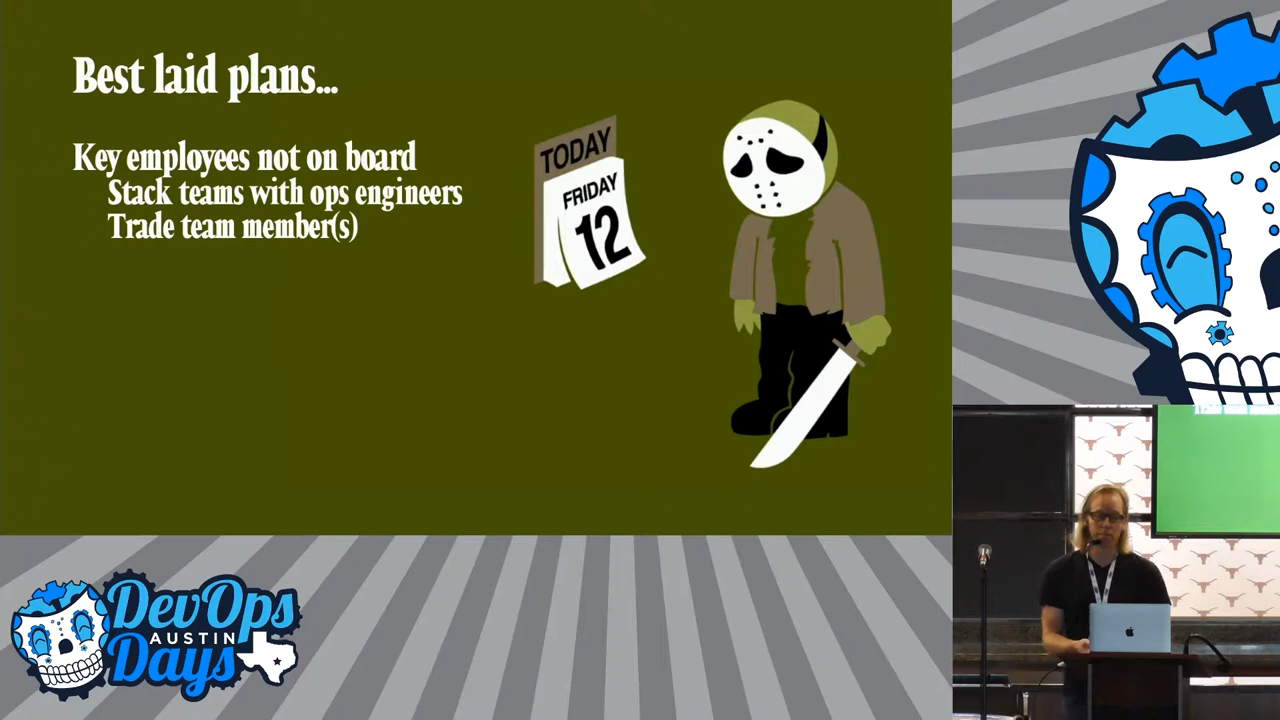 Best laid plans...
Key employees not on board
Stack teams with ops engineers
Trade team member(s)
TODAY
FRIDAY
12
DevOps
AUSTIN
Days